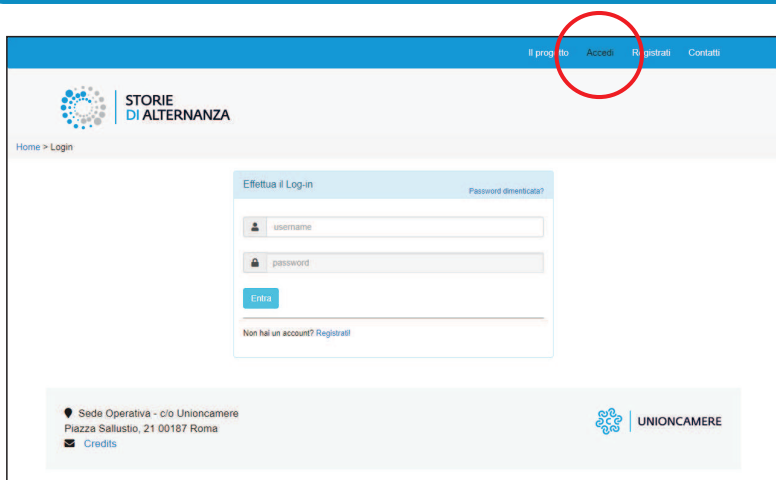 Il progetto Accedi Registrati Contatti
STORIE
DI ALTERNANZA
Home > Login
Effettua il Log-in Password dimenticata?
username
password
Entra
Non hai un account? Registrati!
Sede Operativa - c/o Unioncamere
Piazza Sallustio, 21 00187 Roma
Credits
UNIONCAMERE